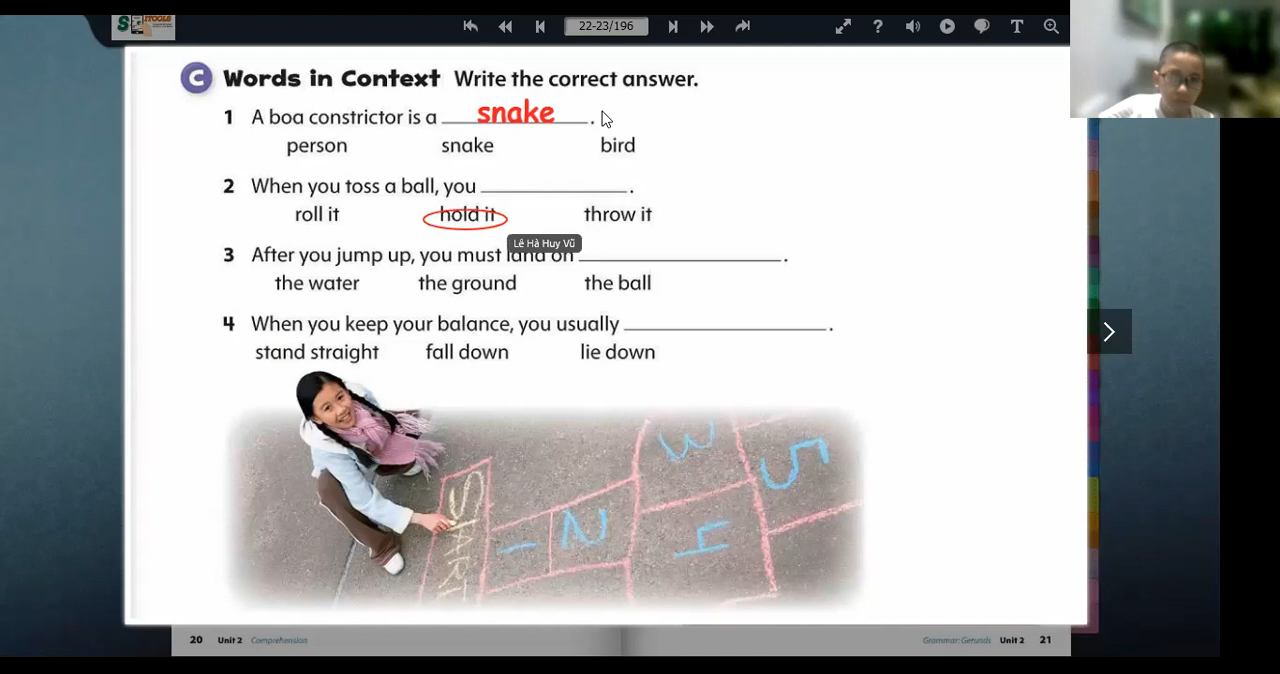 S ITOOLS
22-23/196
?
T
C Words in Context Write the correct answer.
1 A boa constrictor is a snake.
person snake bird
2 When you toss a ball, you ____________.
roll it hold it throw it
Lê Hà Huy Vũ
3 After you jump up, you must land on ____________.
the water the ground the ball
4 When you keep your balance, you usually ____________.
stand straight fall down lie down
START
1 2 3 4 5
20 Unit 2 Comprehension
Grammar: Gerunds Unit 2 21